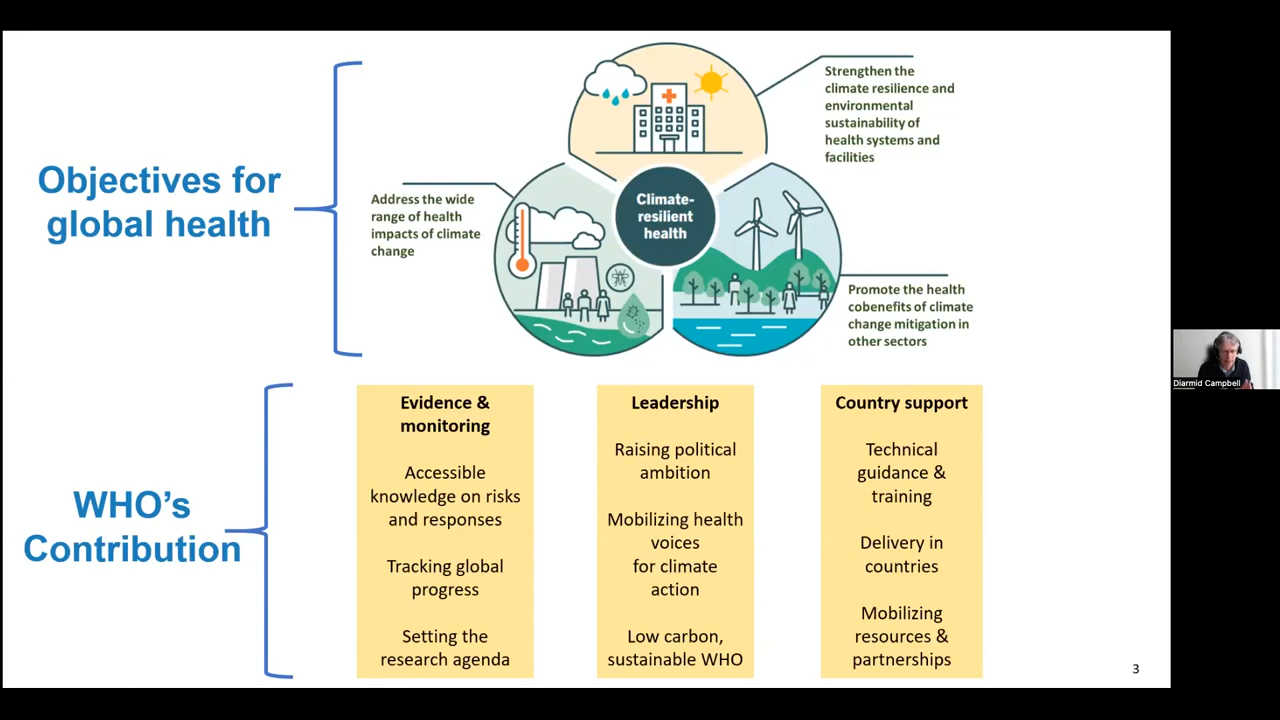 Objectives for
global health
Strengthen the
climate resilience and
environmental
sustainability of
health systems and
facilities
Address the wide
range of health
impacts of climate
change
Climate-
resilient
health
Promote the health
cobenefits of climate
change mitigation in
other sectors
WHO’s
Contribution
Evidence &
monitoring
Accessible
knowledge on risks
and responses
Tracking global
progress
Setting the
research agenda
Leadership
Raising political
ambition
Mobilizing health
voices
for climate
action
Low carbon,
sustainable WHO
Country support
Technical
guidance &
training
Delivery in
countries
Mobilizing
resources &
partnerships
3
Diarmid Campbell